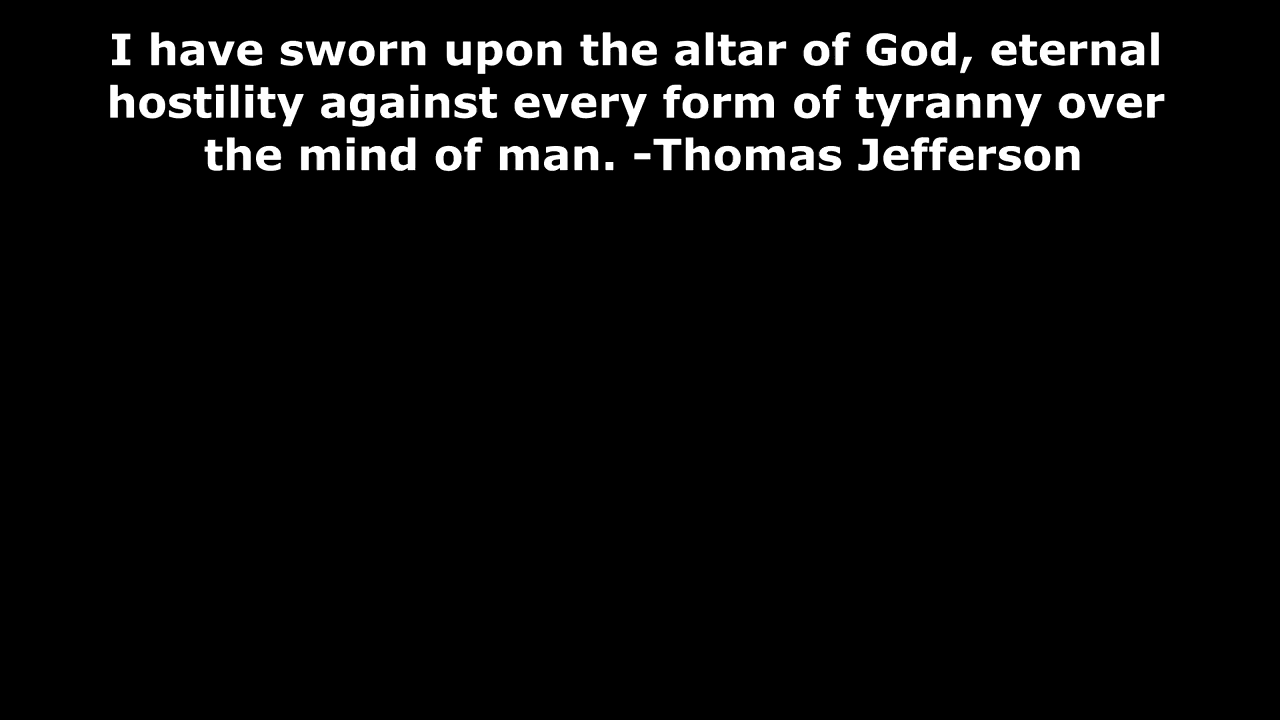 I have sworn upon the altar of God, eternal
hostility against every form of tyranny over
the mind of man. -Thomas Jefferson